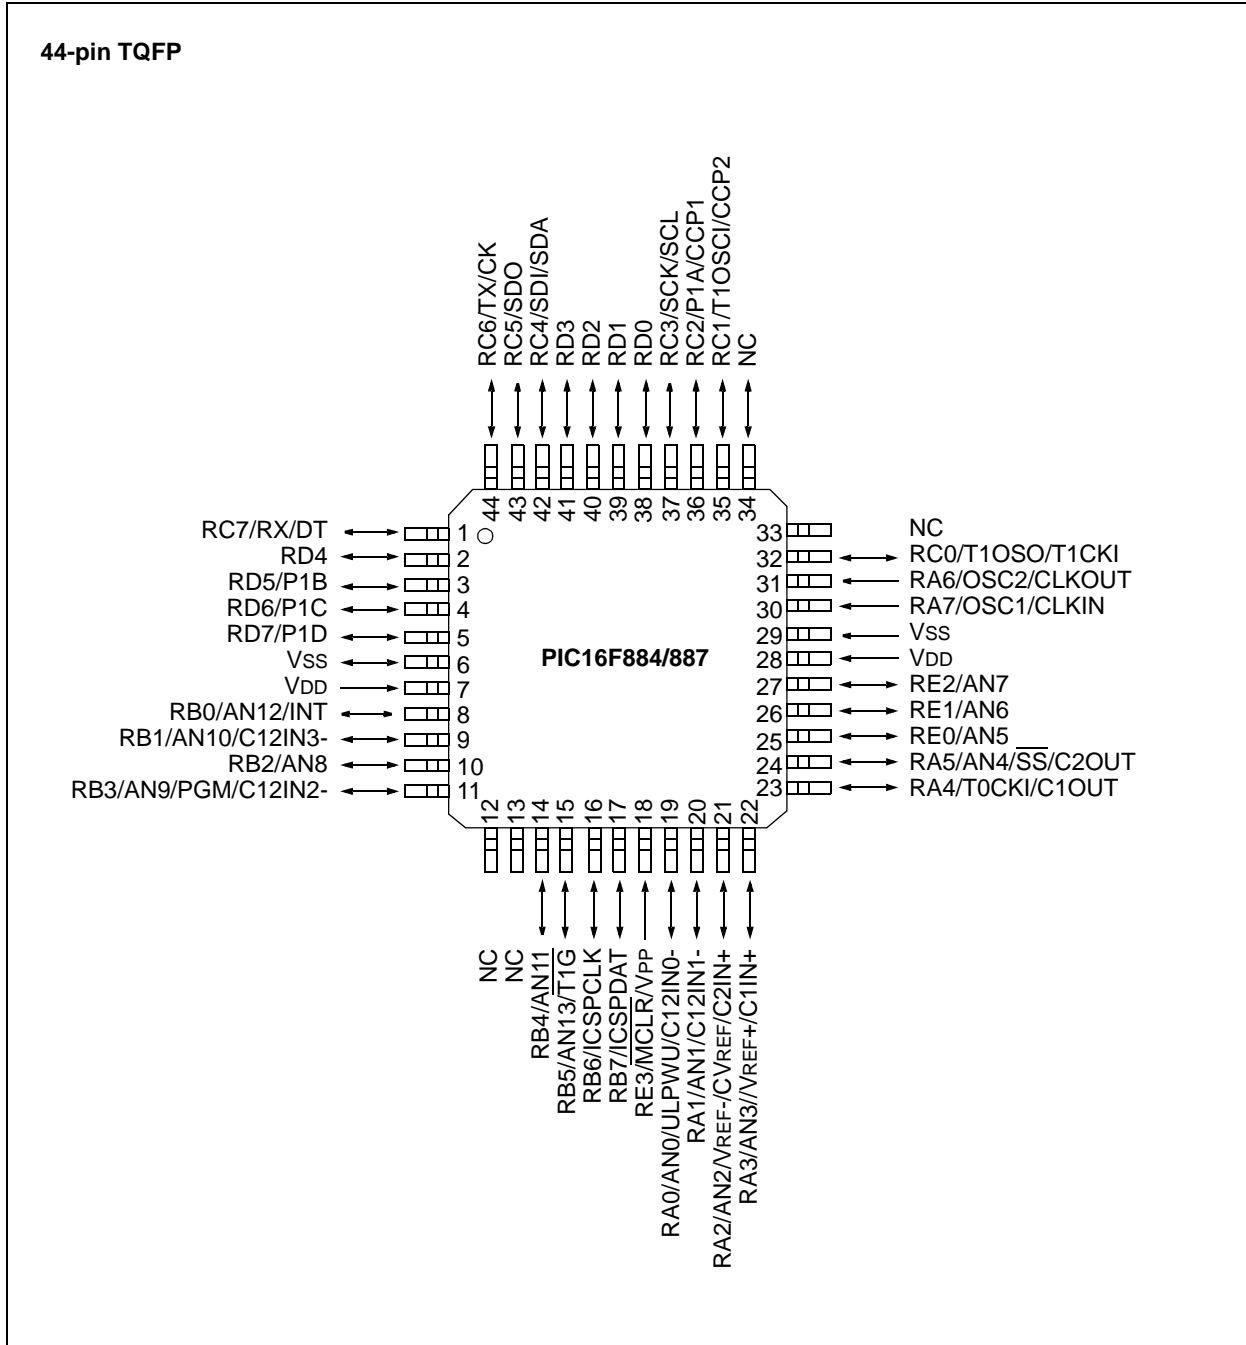 44-pin TQFP
RC6/TX/CK
RC5/SDO
RC4/SDI/SDA
RD3
RD2
RD1
RD0
RC3/SCK/SCL
RC2/P1A/CCP1
RC1/T1OSCI/CCP2
NC
44
43
42
41
40
39
38
37
36
35
34
RC7/RX/DT 1
RD4 2
RD5/P1B 3
RD6/P1C 4
RD7/P1D 5
VSS 6
VDD 7
RB0/AN12/INT 8
RB1/AN10/C12IN3- 9
RB2/AN8 10
RB3/AN9/PGM/C12IN2- 11
PIC16F884/887
33 NC
32 RC0/T1OSO/T1CKI
31 RA6/OSC2/CLKOUT
30 RA7/OSC1/CLKIN
29 VSS
28 VDD
27 RE2/AN7
26 RE1/AN6
25 RE0/AN5
24 RA5/AN4/SS/C2OUT
23 RA4/T0CKI/C1OUT
12
13
14
15
16
17
18
19
20
21
22
NC
NC
RB4/AN11
RB5/AN13/T1G
RB6/ICSPCLK
RB7/ICSPDAT
RE3/MCLR/VPP
RA0/AN0/ULPWU/C12IN0-
RA1/AN1/C12IN1-
RA2/AN2/VREF-/CVREF/C2IN+
RA3/AN3//VREF+/C1IN+